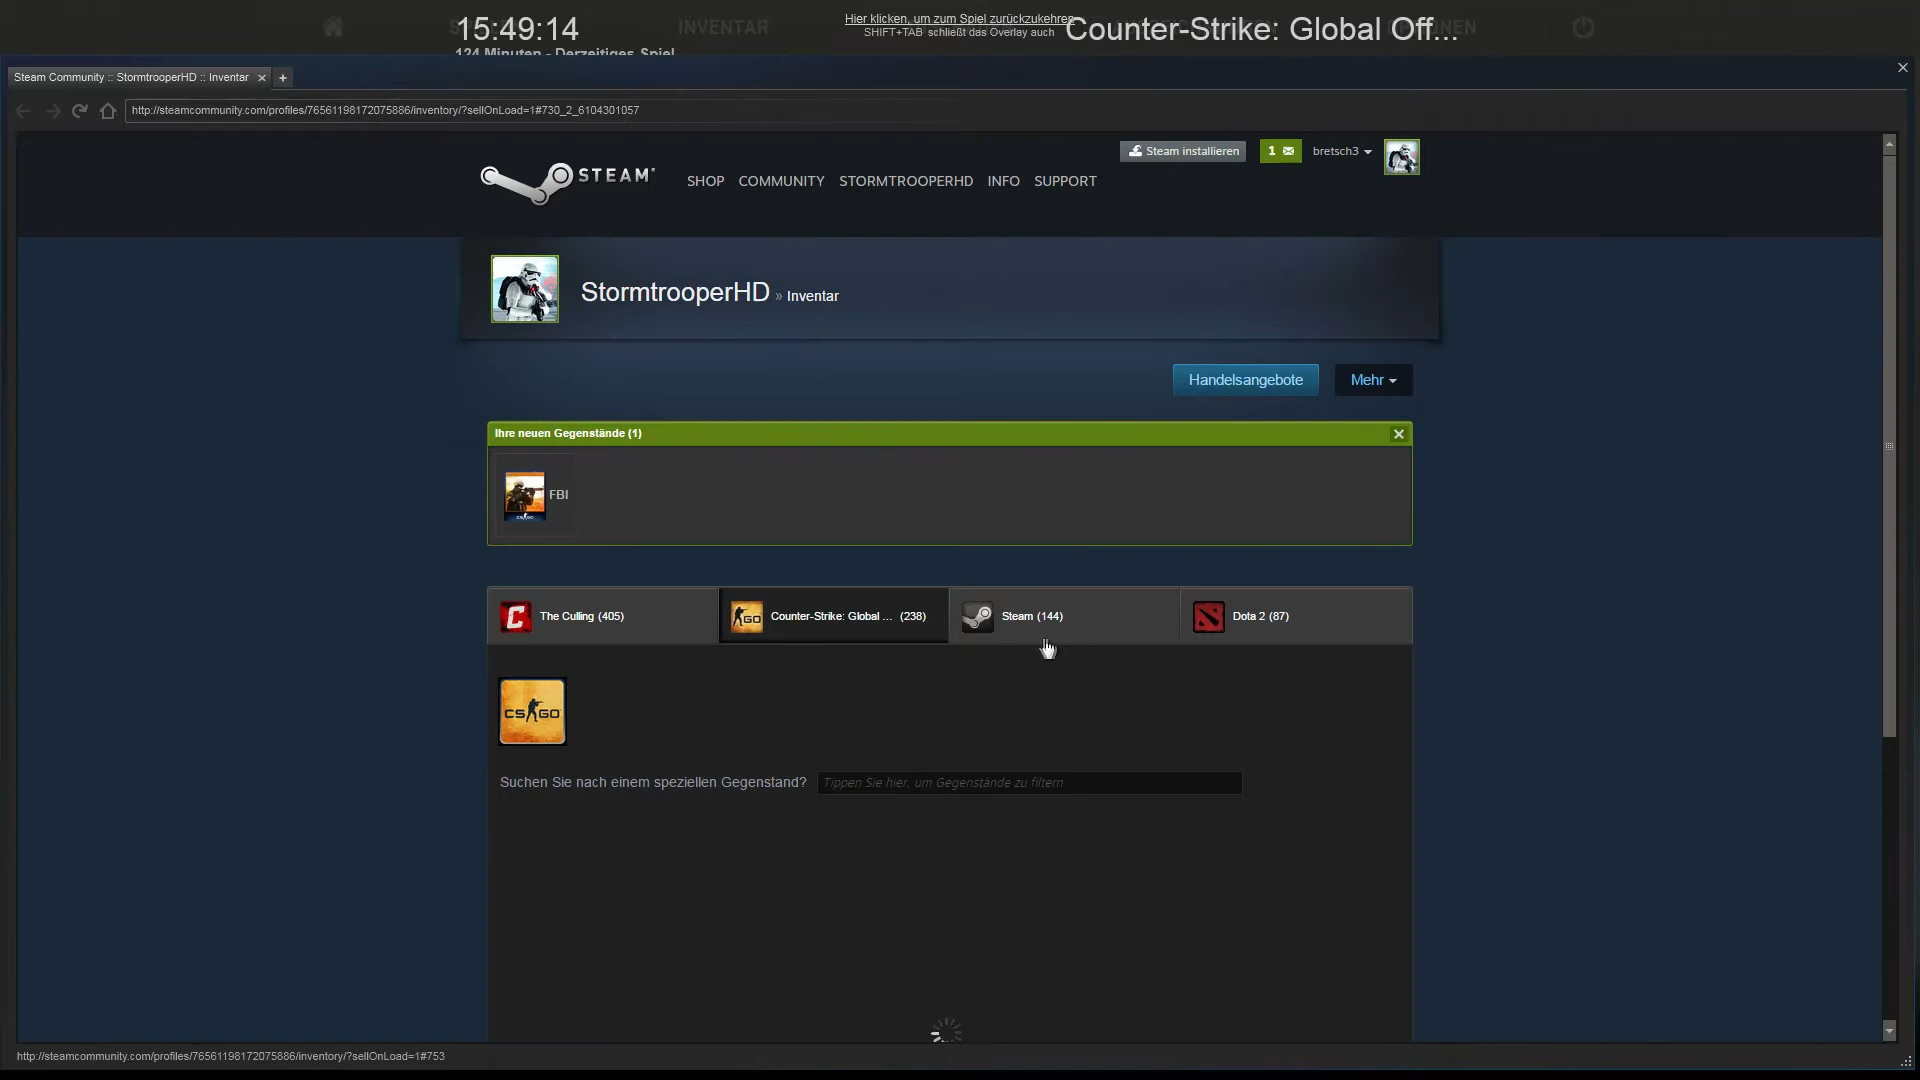 15:49:14
INVENTAR
Hier klicken, um zum Spiel zurückzukehren
SHIFT+TAB schließt das Overlay auch
Counter-Strike: Global Off...
124 Minuten - Derzeitiges Spiel
Steam Community :: StormtrooperHD :: Inventar
http://steamcommunity.com/profiles/76561198172075886/inventory/?sellOnLoad=1#730_2_6104301057
Steam installieren
1
bretsch3
STEAM
SHOP COMMUNITY STORMTROOPERHD INFO SUPPORT
StormtrooperHD » Inventar
Handelsangebote
Mehr
Ihre neuen Gegenstände (1)
FBI
The Culling (405)
Counter-Strike: Global ... (238)
Steam (144)
Dota 2 (87)
CS GO
Suchen Sie nach einem speziellen Gegenstand?
Tippen Sie hier, um Gegenstände zu filtern
http://steamcommunity.com/profiles/76561198172075886/inventory/?sellOnLoad=1#753